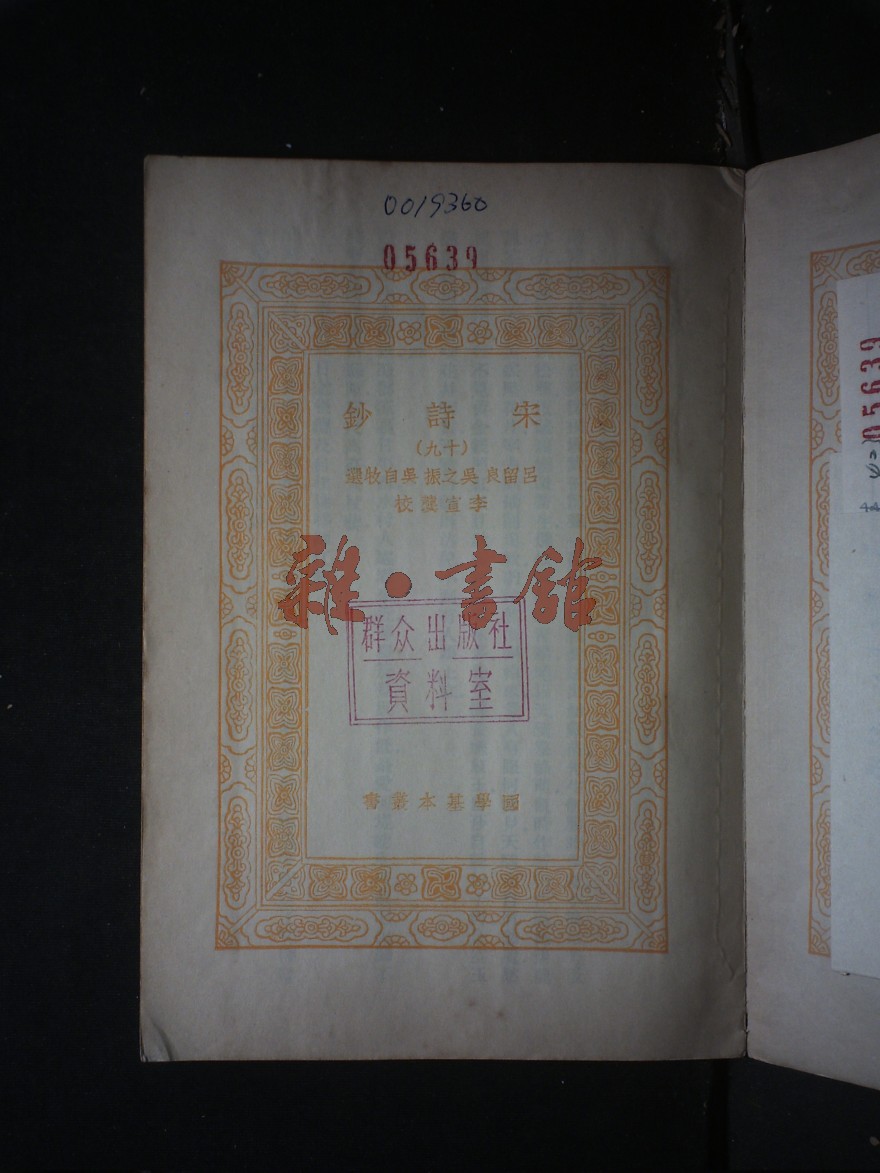 0019360
05639
宋詩鈔
(十九)
呂留良 吳之振 吳自牧選
李宣龔校
雜·書館
群众出版社
資料室
國學基本叢書
05639